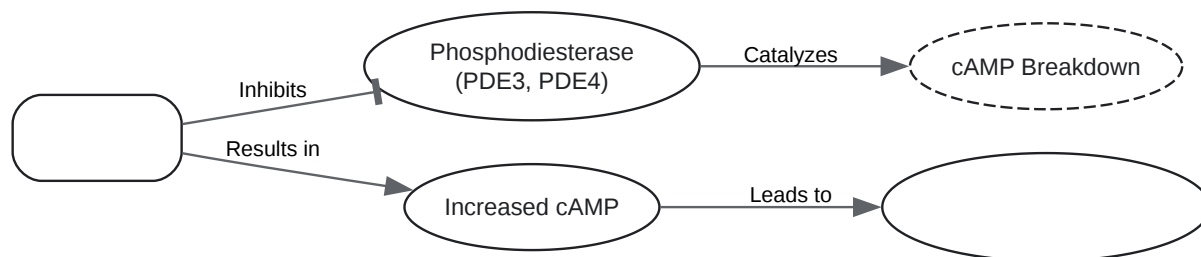 Phosphodiesterase
(PDE3, PDE4)
Catalyzes
cAMP Breakdown
Inhibits
Results in
Increased cAMP
Leads to